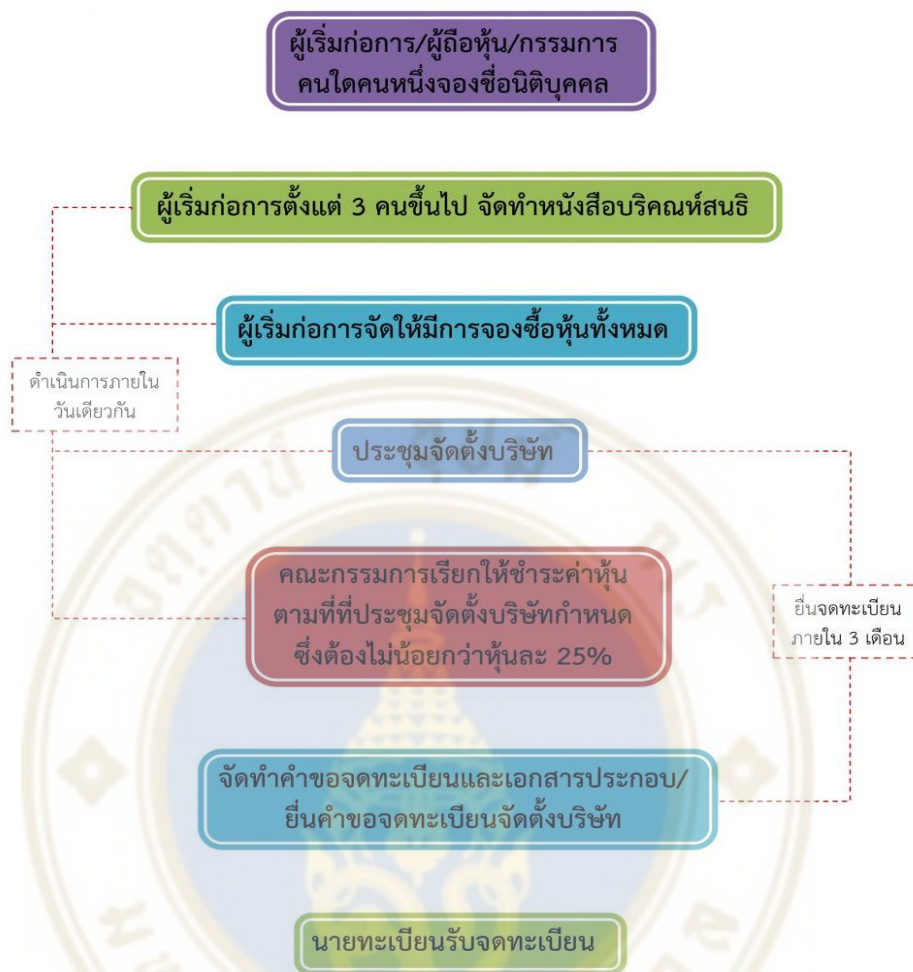 ผู้เริ่มก่อการ/ผู้ถือหุ้น/กรรมการ
คนใดคนหนึ่งจองชื่อนิติบุคคล
ผู้เริ่มก่อการตั้งแต่ 3 คนขึ้นไป จัดทำหนังสือบริคณห์สนธิ
ผู้เริ่มก่อการจัดให้มีการจองซื้อหุ้นทั้งหมด
ดำเนินการภายใน
วันเดียวกัน
ประชุมจัดตั้งบริษัท
คณะกรรมการเรียกให้ชำระค่าหุ้น
ตามที่ที่ประชุมจัดตั้งบริษัทกำหนด
ซึ่งต้องไม่น้อยกว่าหุ้นละ 25%
ยื่นจดทะเบียน
ภายใน 3 เดือน
จัดทำคำขอจดทะเบียนและเอกสารประกอบ/
ยื่นคำขอจดทะเบียนจัดตั้งบริษัท
นายทะเบียนรับจดทะเบียน